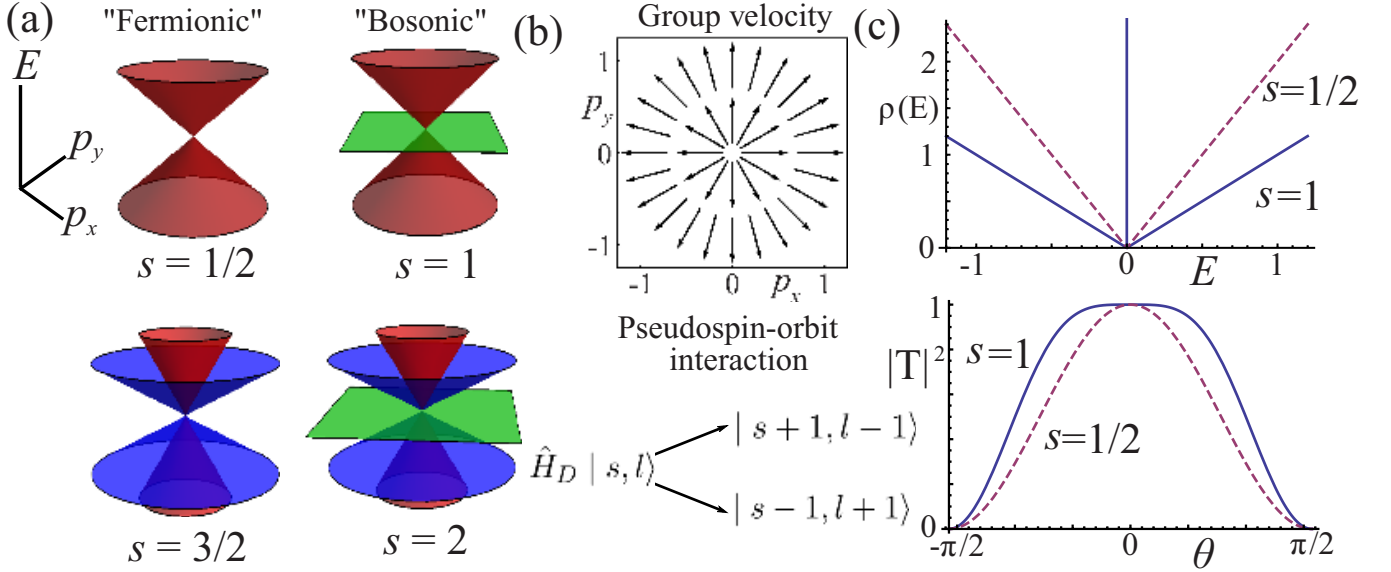 (a)
"Fermionic"
"Bosonic"
E
p_y
p_x
s = 1/2
s = 1
s = 3/2
s = 2
(b)
Group velocity
p_y
1
0
-1
-1
0
p_x
1
Pseudospin-orbit
interaction
Ĥ_D | s, l⟩
| s + 1, l − 1⟩
| s − 1, l + 1⟩
(c)
ρ(E)
2
1
0
s=1/2
s=1
-1
0
E
1
|T|²
1
0
s=1
s=1/2
-π/2
0
θ
π/2